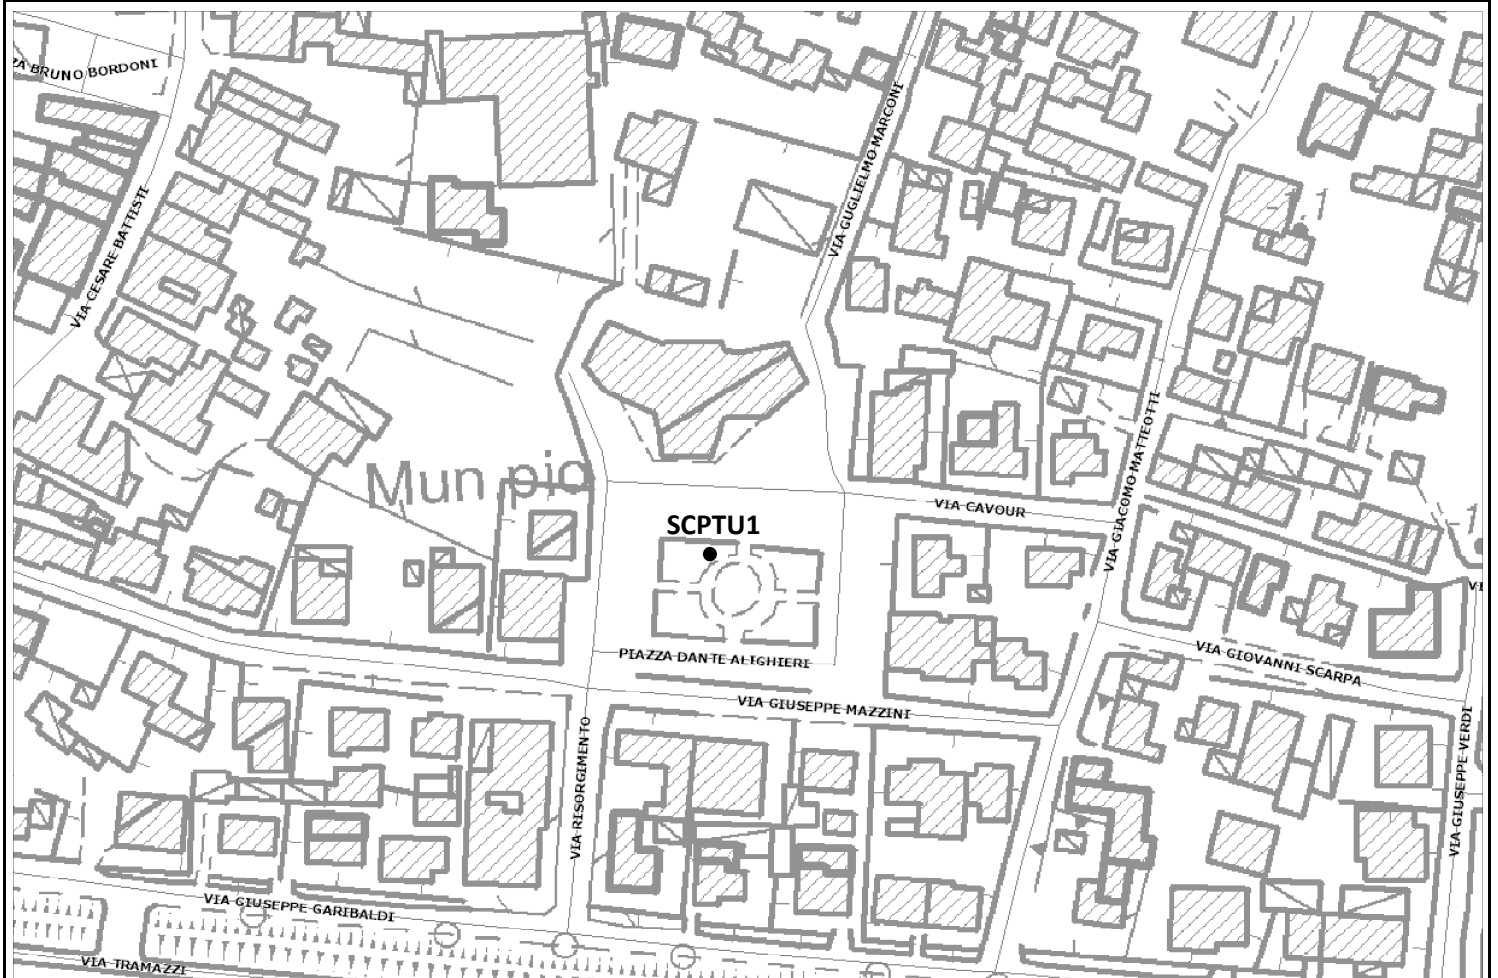 ZA BRUNO BORDONI
VIA CESARE BATTISTI
VIA GUGLIELMO MARCONI
VIA GIACOMO MATTEOTTI
Mun pio
VIA CAVOUR
SCPTU1
PIAZZA DANTE ALIGHIERI
VIA GIOVANNI SCARPA
VIA GIUSEPPE MAZZINI
VIA RISORGIMENTO
VIA GIUSEPPE VERDI
VIA GIUSEPPE GARIBALDI
VIA TRAMAZZI